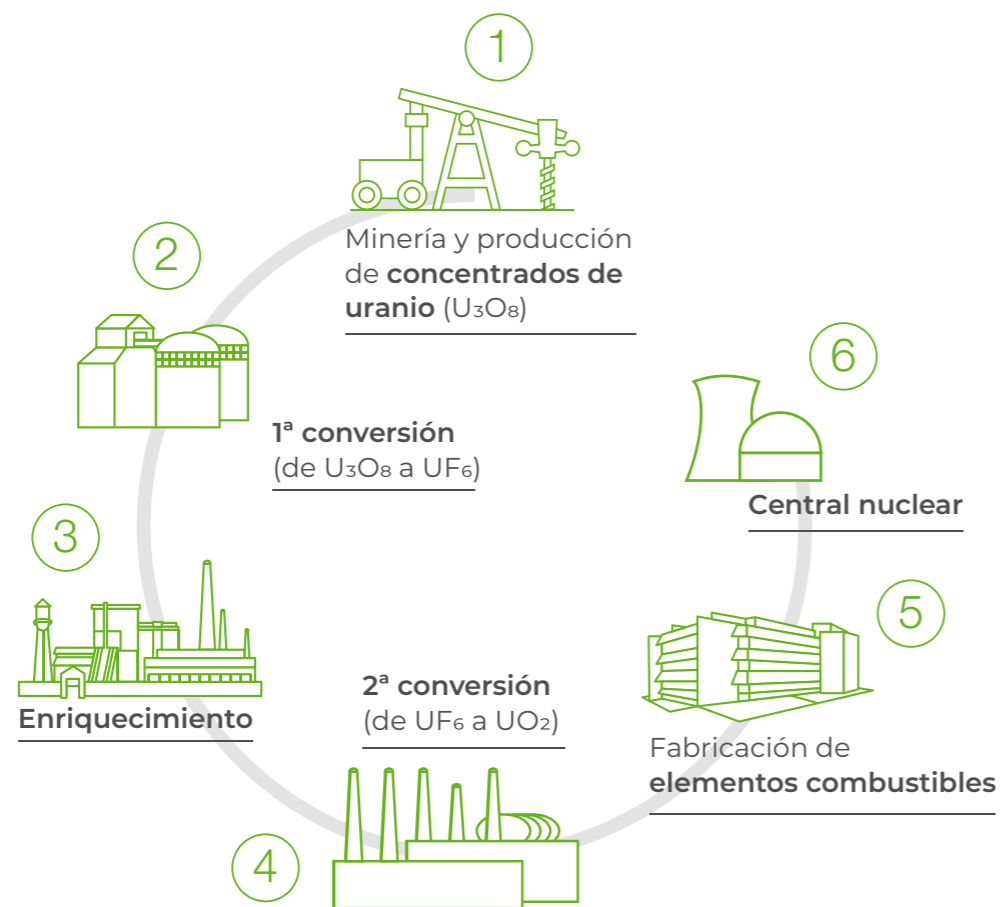 1
Minería y producción
de concentrados de
uranio (U₃O₈)
2
1ª conversión
(de U₃O₈ a UF₆)
3
Enriquecimiento
4
2ª conversión
(de UF₆ a UO₂)
5
Fabricación de
elementos combustibles
6
Central nuclear